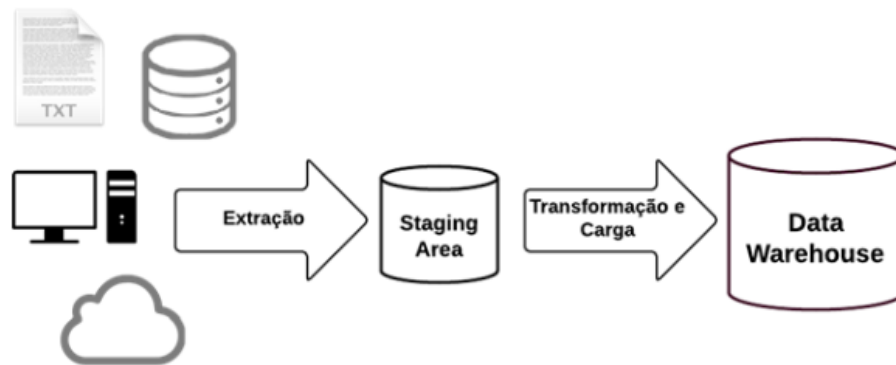 TXT
Extração
Staging
Area
Transformação e
Carga
Data
Warehouse